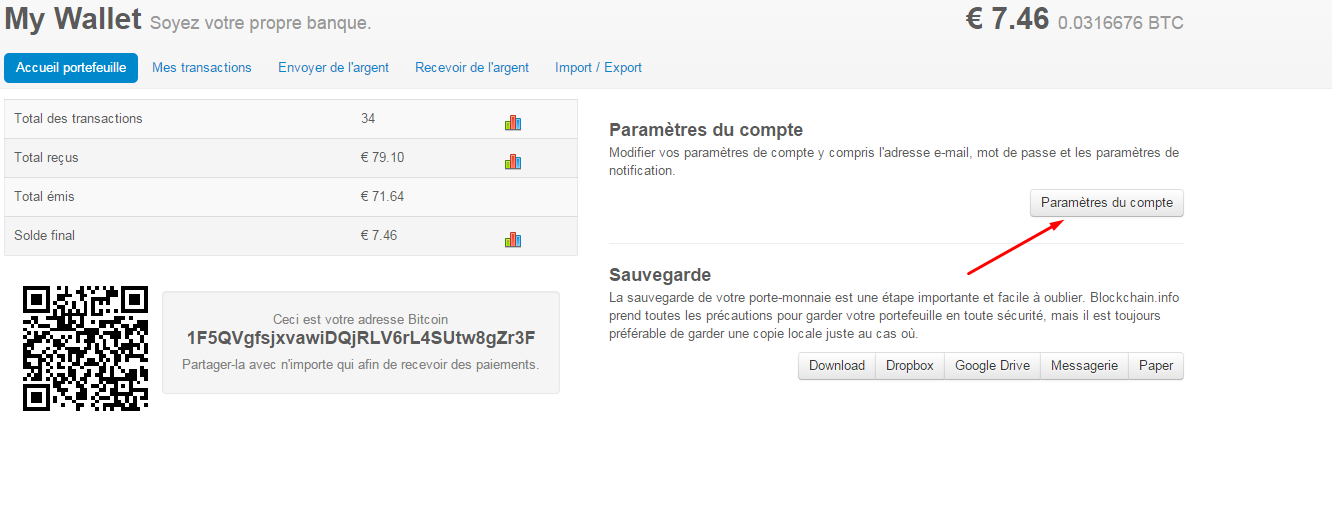 My Wallet Soyez votre propre banque.
€ 7.46 0.0316676 BTC
Accueil portefeuille Mes transactions Envoyer de l'argent Recevoir de l'argent Import / Export
Total des transactions 34
Total reçus € 79.10
Total émis € 71.64
Solde final € 7.46
Ceci est votre adresse Bitcoin
1F5QVgfsjxvawiDQjRLV6rL4SUtw8gZr3F
Partager-la avec n'importe qui afin de recevoir des paiements.
Paramètres du compte
Modifier vos paramètres de compte y compris l'adresse e-mail, mot de passe et les paramètres de
notification.
Paramètres du compte
Sauvegarde
La sauvegarde de votre porte-monnaie est une étape importante et facile à oublier. Blockchain.info
prend toutes les précautions pour garder votre portefeuille en toute sécurité, mais il est toujours
préférable de garder une copie locale juste au cas où.
Download Dropbox Google Drive Messagerie Paper